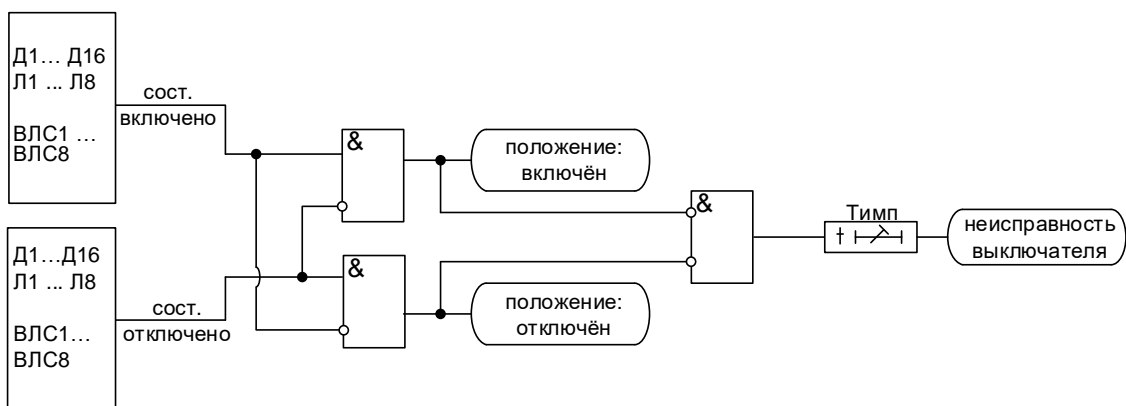 Д1... Д16
Л1 ... Л8
ВЛС1 ...
ВЛС8
сост.
включено
&
положение:
включён
&
Тимп
неисправность
выключателя
Д1...Д16
Л1 ... Л8
ВЛС1...
ВЛС8
сост.
отключено
&
положение:
отключён